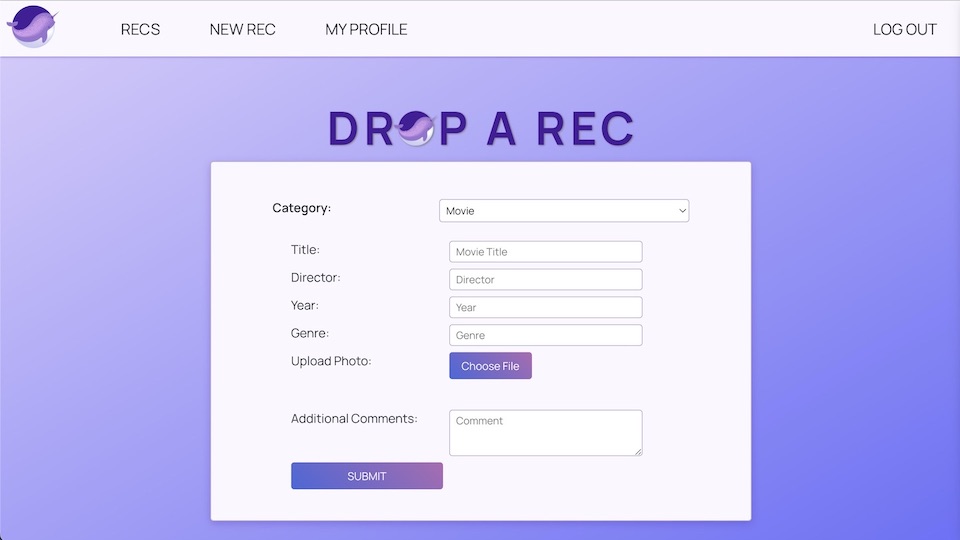 RECS NEW REC MY PROFILE LOG OUT
DROP A REC
Category: Movie
Title: Movie Title
Director: Director
Year: Year
Genre: Genre
Upload Photo: Choose File
Additional Comments: Comment
SUBMIT